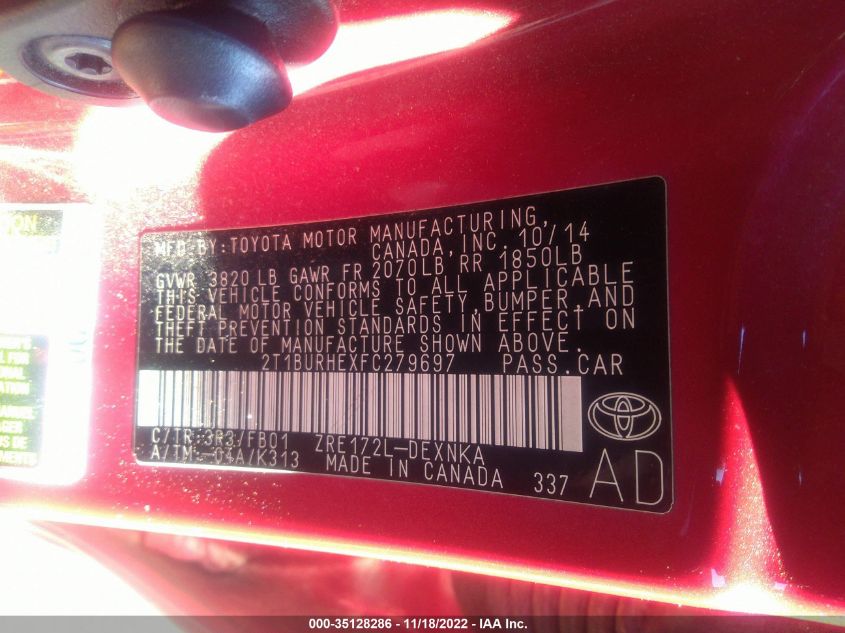 MFD BY:TOYOTA MOTOR MANUFACTURING,
CANADA, INC. 10/14
GVWR 3820 LB GAWR FR 2070LB RR 1850LB
THIS VEHICLE CONFORMS TO ALL APPLICABLE
FEDERAL MOTOR VEHICLE SAFETY, BUMPER, AND
THEFT PREVENTION STANDARDS IN EFFECT ON
THE DATE OF MANUFACTURE SHOWN ABOVE.
2T1BURHEXFC279697 PASS.CAR
C/TR:3R3/FB01 ZRE172L-DEXNKA
A/TM:-04A/K313 MADE IN CANADA 337 AD
000-35128286 - 11/18/2022 - IAA Inc.